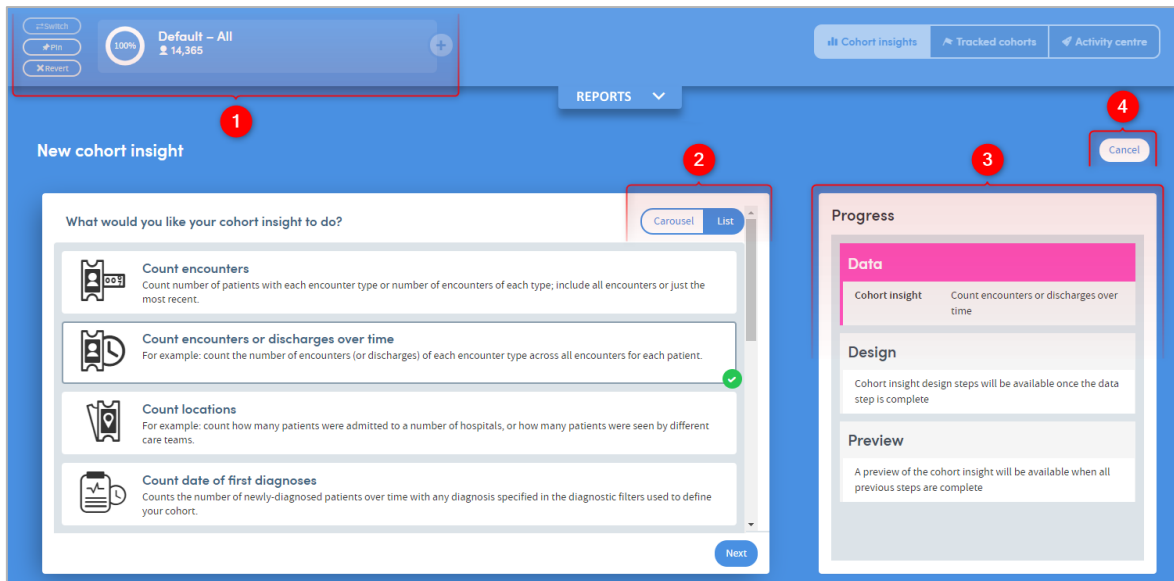 Switch
Pin
Revert
100%
Default – All
14,365
+
Cohort insights
Tracked cohorts
Activity centre
REPORTS
1
4
New cohort insight
2
3
Cancel
What would you like your cohort insight to do?
Carousel
List
Count encounters
Count number of patients with each encounter type or number of encounters of each type; include all encounters or just the
most recent.
Count encounters or discharges over time
For example: count the number of encounters (or discharges) of each encounter type across all encounters for each patient.
Count locations
For example: count how many patients were admitted to a number of hospitals, or how many patients were seen by different
care teams.
Count date of first diagnoses
Counts the number of newly-diagnosed patients over time with any diagnosis specified in the diagnostic filters used to define
your cohort.
Next
Progress
Data
Cohort insight Count encounters or discharges over
time
Design
Cohort insight design steps will be available once the data
step is complete
Preview
A preview of the cohort insight will be available when all
previous steps are complete